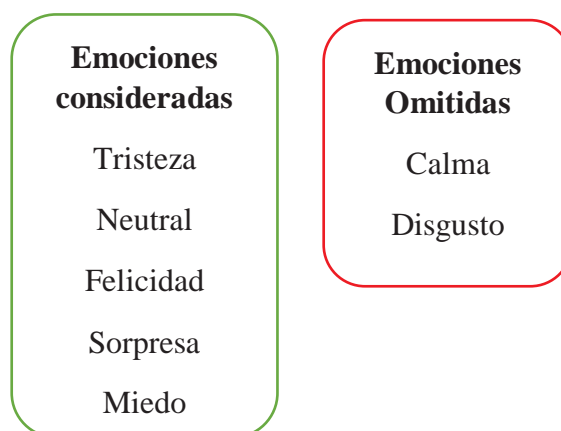 Emociones
consideradas
Tristeza
Neutral
Felicidad
Sorpresa
Miedo
Emociones
Omitidas
Calma
Disgusto